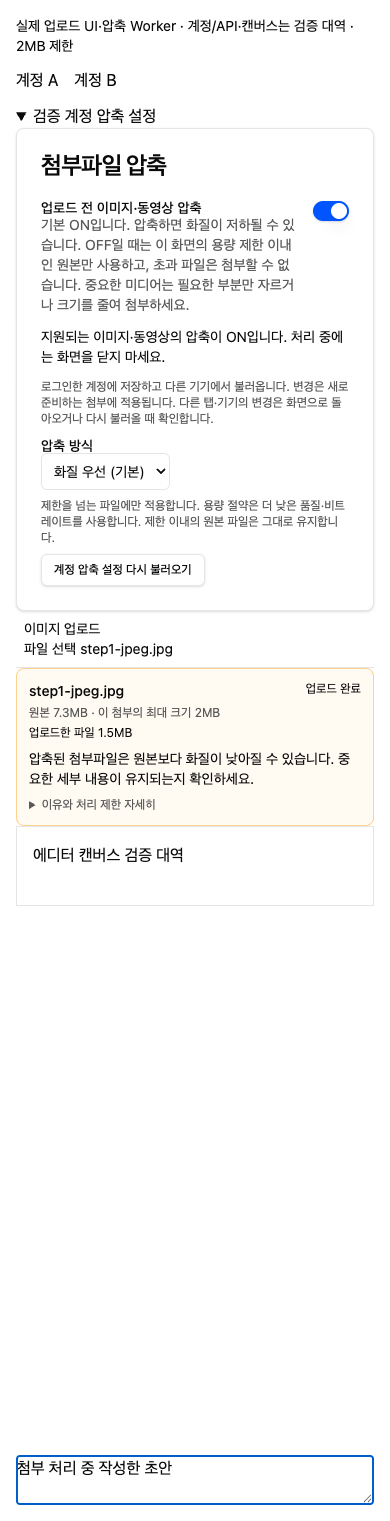 실제 업로드 UI·압축 Worker · 계정/API·캔버스는 검증 대역 ·
2MB 제한
계정 A 계정 B
▼ 검증 계정 압축 설정
첨부파일 압축
업로드 전 이미지·동영상 압축
기본 ON입니다. 압축하면 화질이 저하될 수 있
습니다. OFF일 때는 이 화면의 용량 제한 이내
인 원본만 사용하고, 초과 파일은 첨부할 수 없
습니다. 중요한 미디어는 필요한 부분만 자르거
나 크기를 줄여 첨부하세요.
지원되는 이미지·동영상의 압축이 ON입니다. 처리 중에
는 화면을 닫지 마세요.
로그인한 계정에 저장하고 다른 기기에서 불러옵니다. 변경은 새로
준비하는 첨부에 적용됩니다. 다른 탭·기기의 변경은 화면으로 돌
아오거나 다시 불러올 때 확인합니다.
압축 방식
화질 우선 (기본)
제한을 넘는 파일에만 적용합니다. 용량 절약은 더 낮은 품질·비트
레이트를 사용합니다. 제한 이내의 원본 파일은 그대로 유지합니
다.
계정 압축 설정 다시 불러오기
이미지 업로드
파일 선택 step1-jpeg.jpg
step1-jpeg.jpg 업로드 완료
원본 7.3MB · 이 첨부의 최대 크기 2MB
업로드한 파일 1.5MB
압축된 첨부파일은 원본보다 화질이 낮아질 수 있습니다. 중
요한 세부 내용이 유지되는지 확인하세요.
▶ 이유와 처리 제한 자세히
에디터 캔버스 검증 대역
첨부 처리 중 작성한 초안